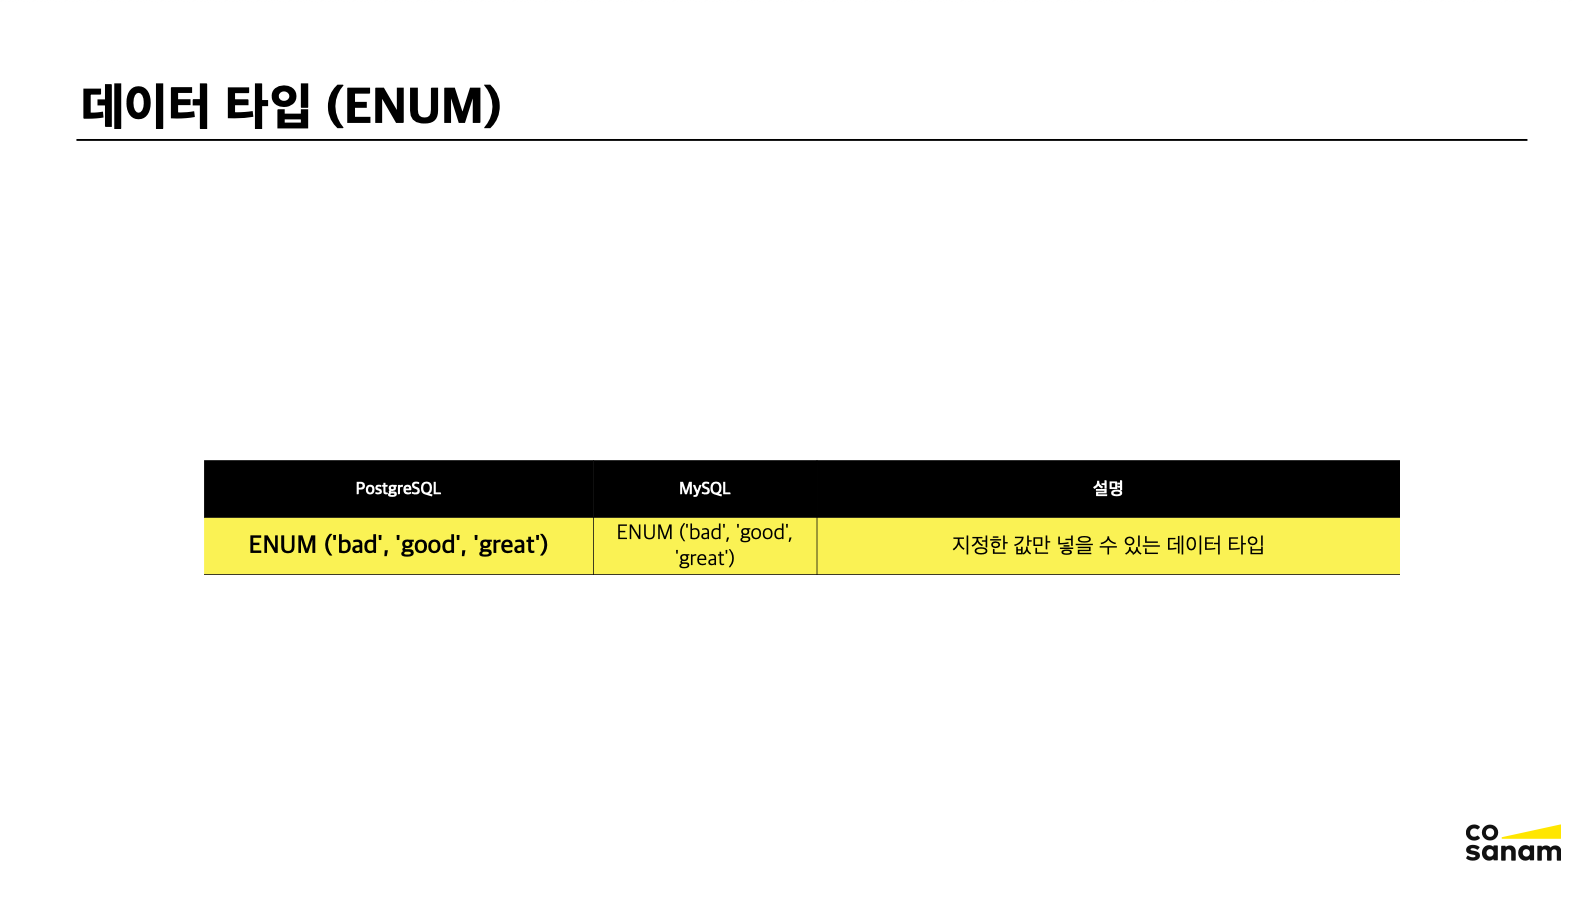 데이터 타입 (ENUM)
PostgreSQL
MySQL
설명
ENUM ('bad', 'good', 'great')
ENUM ('bad', 'good',
'great')
지정한 값만 넣을 수 있는 데이터 타입
co
sanam